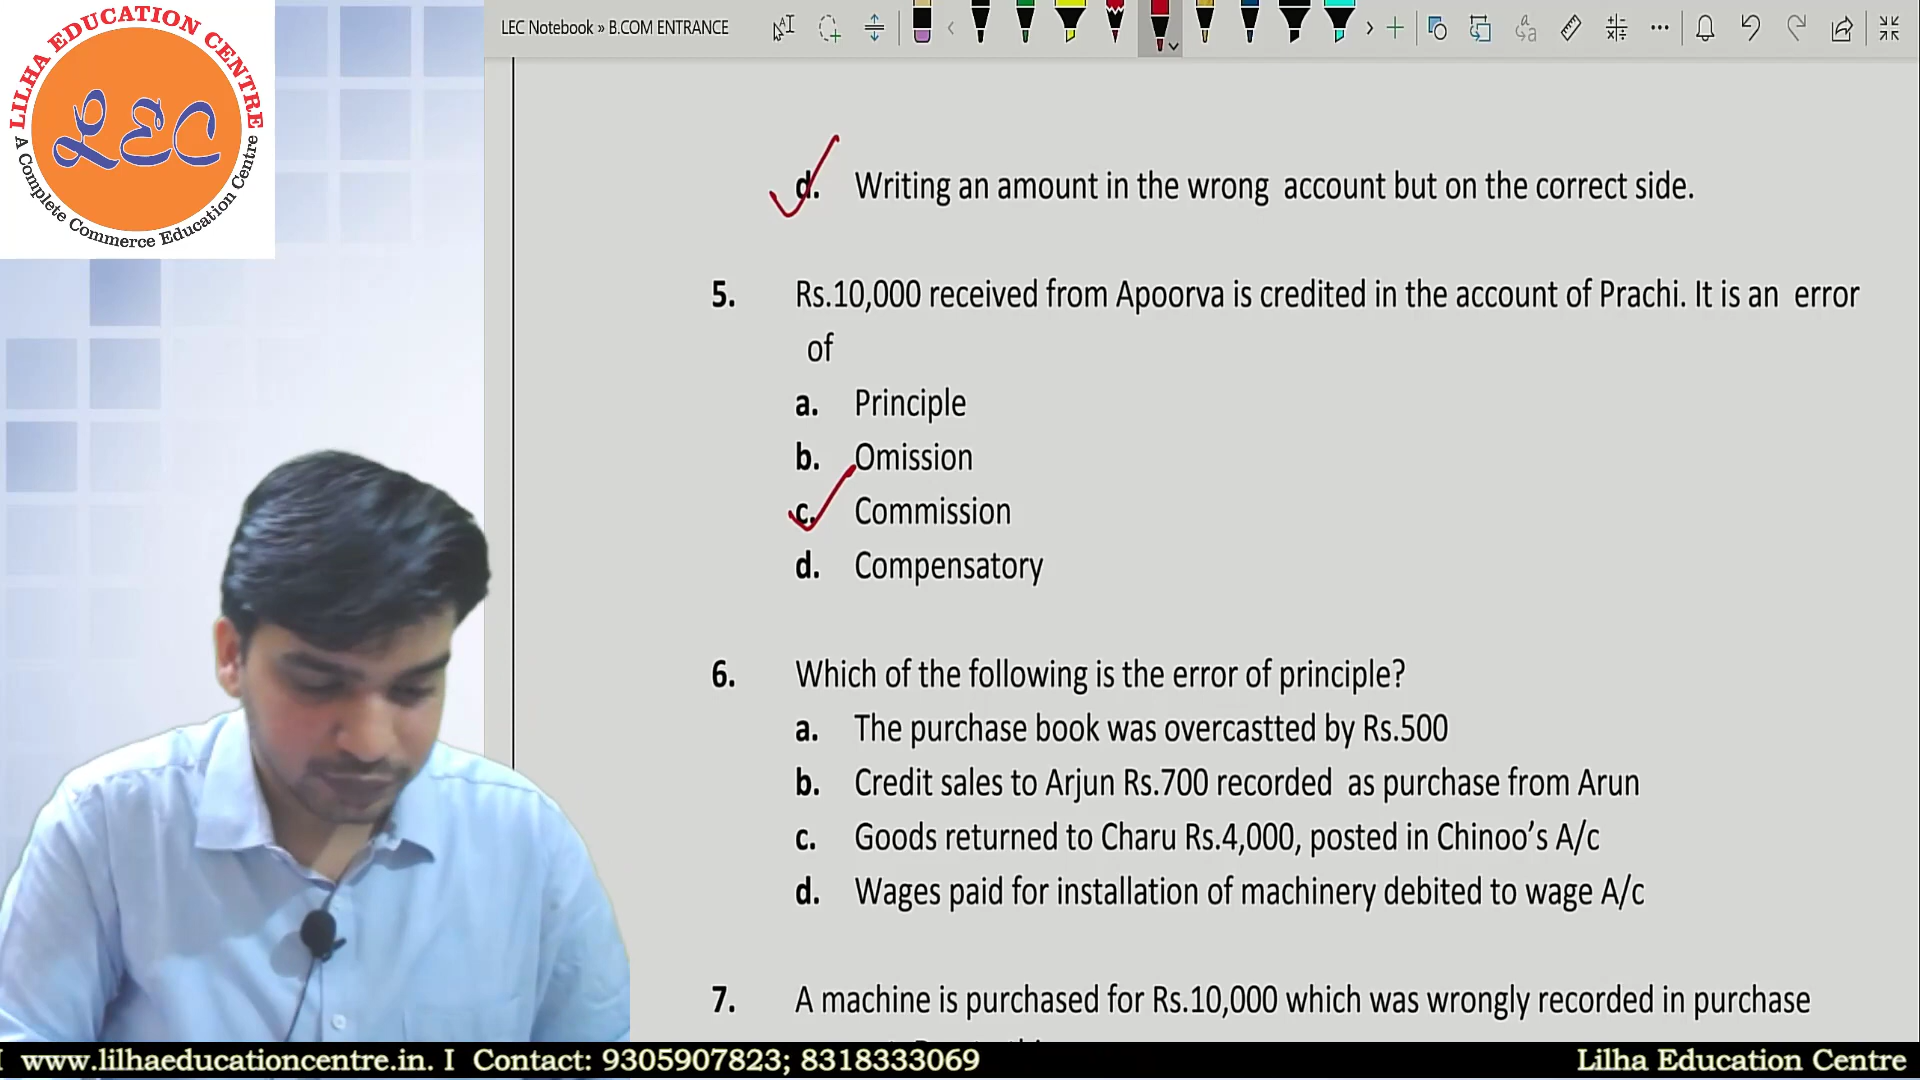 LILHA EDUCATION CENTRE
LEC
A Complete Commerce Education Centre
LEC Notebook » B.COM ENTRANCE
d. Writing an amount in the wrong account but on the correct side.
5. Rs.10,000 received from Apoorva is credited in the account of Prachi. It is an error
of
a. Principle
b. Omission
c. Commission
d. Compensatory
6. Which of the following is the error of principle?
a. The purchase book was overcastted by Rs.500
b. Credit sales to Arjun Rs.700 recorded as purchase from Arun
c. Goods returned to Charu Rs.4,000, posted in Chinoo's A/c
d. Wages paid for installation of machinery debited to wage A/c
7. A machine is purchased for Rs.10,000 which was wrongly recorded in purchase
I www.lilhaeducationcentre.in. I Contact: 9305907823; 8318333069
Lilha Education Centre